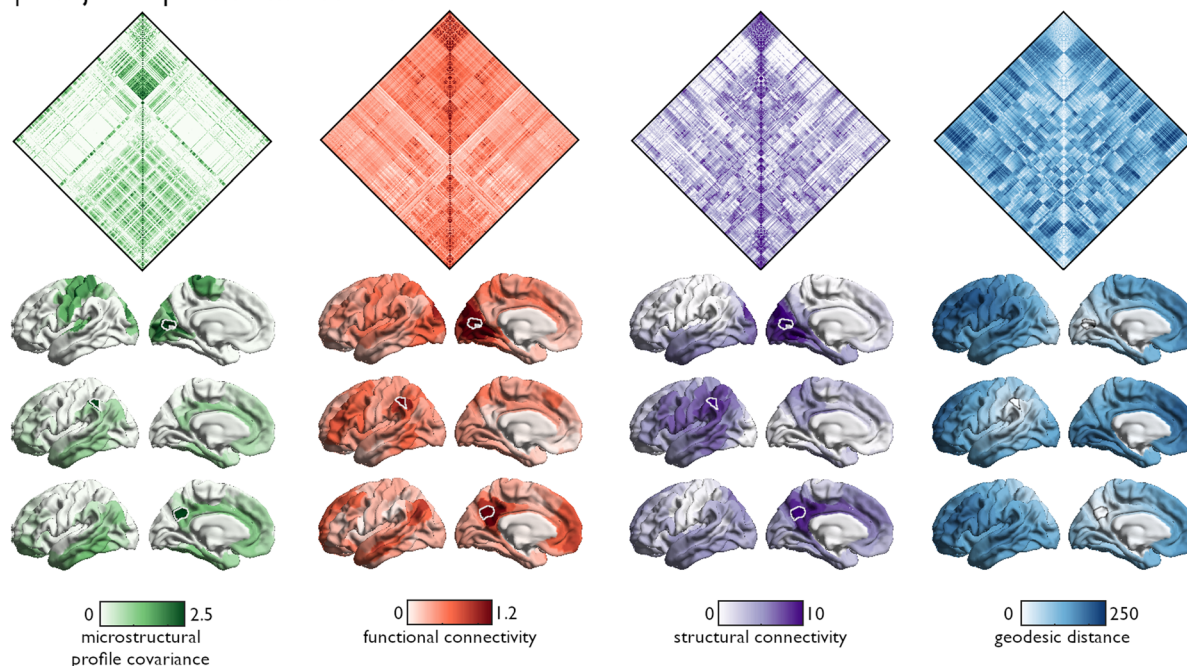 0 2.5
microstructural
profile covariance
0 1.2
functional connectivity
0 10
structural connectivity
0 250
geodesic distance